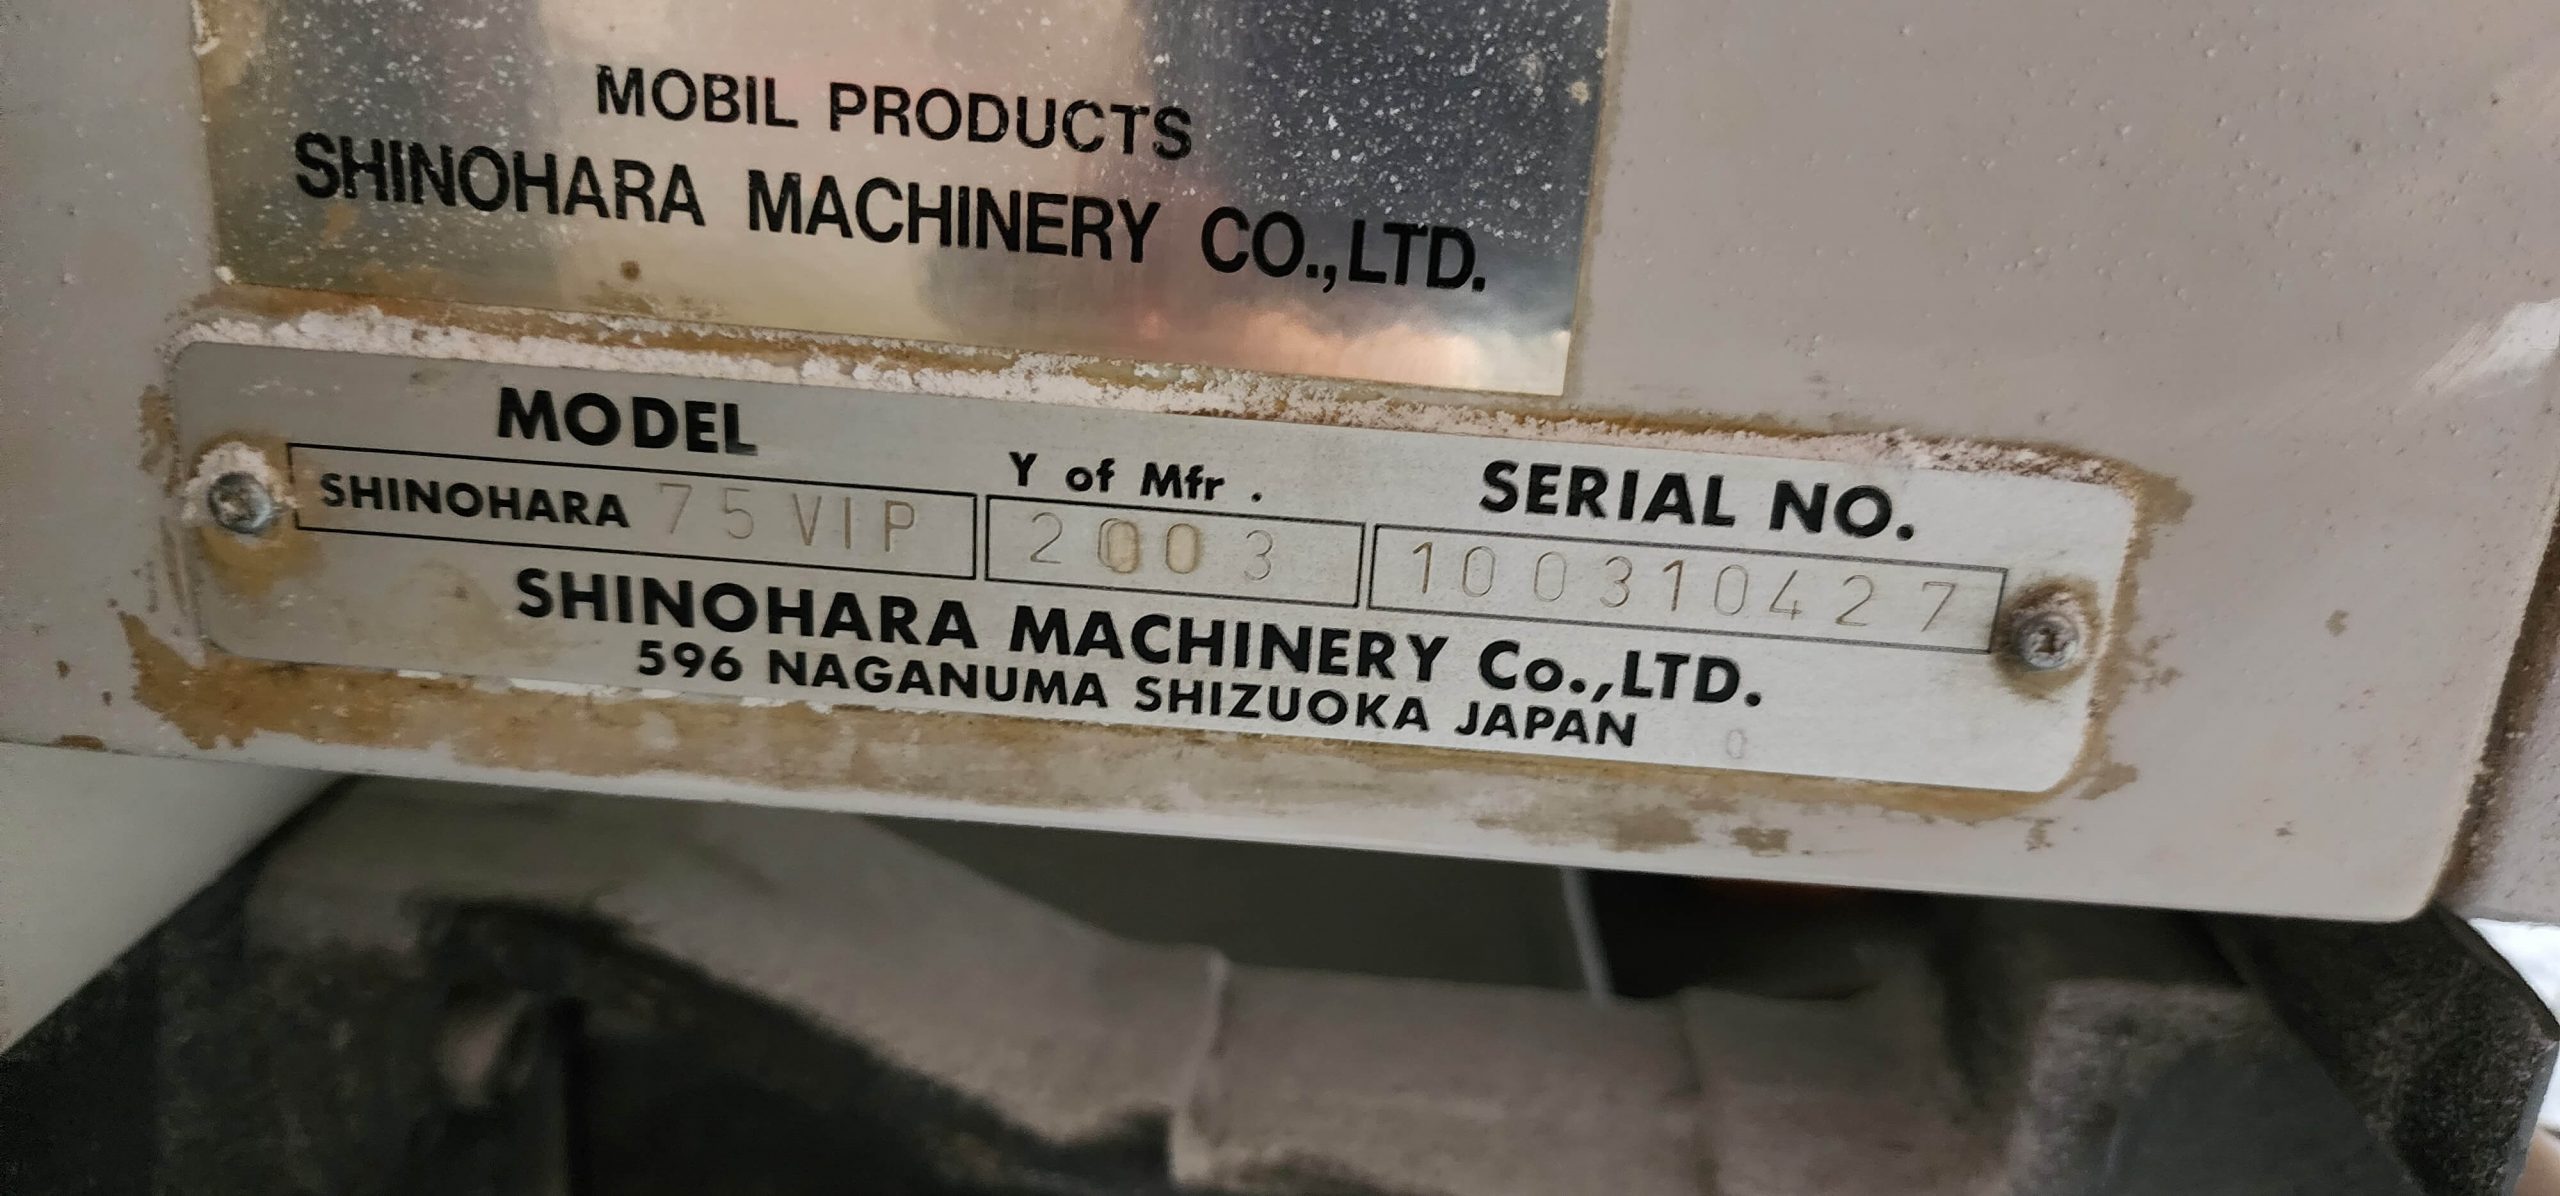 MOBIL PRODUCTS
SHINOHARA MACHINERY CO.,LTD.
MODEL Y of Mfr. SERIAL NO.
SHINOHARA 75 VIP 2003 100310427
SHINOHARA MACHINERY Co.,LTD.
596 NAGANUMA SHIZUOKA JAPAN 0